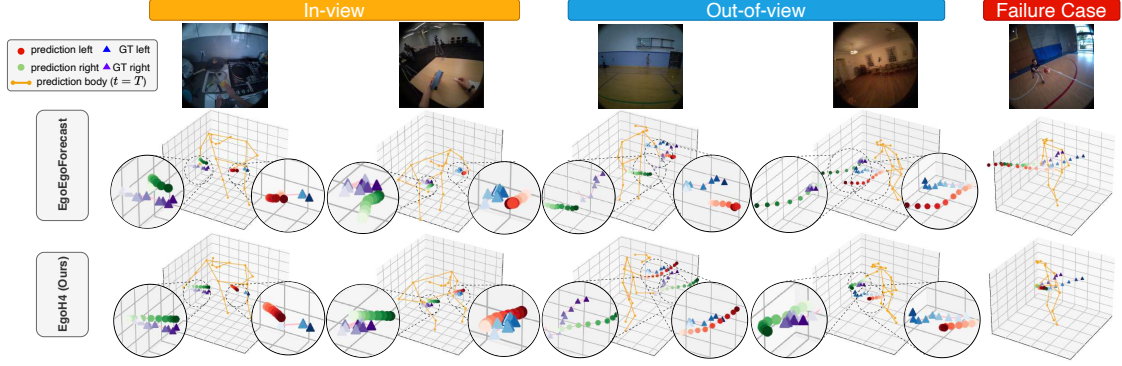 In-view
Out-of-view
Failure Case
prediction left
GT left
prediction right
GT right
prediction body (t = T)
EgoEgoForecast
EgoH4 (Ours)